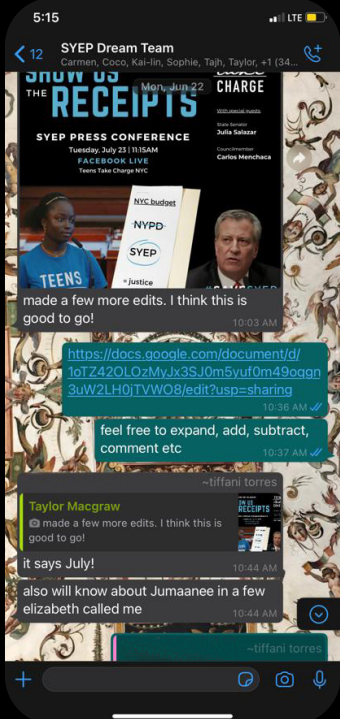 5:15
LTE
12
SYEP Dream Team
Carmen, Coco, Kai-lin, Sophie, Tajh, Taylor, +1 (34...
SHOW US
Mon, Jun 22
THE RECEIPTS
CHARGE
With special guests
State Senator
Julia Salazar
Councilmember
Carlos Menchaca
SYEP PRESS CONFERENCE
Tuesday, July 23 | 11:15AM
FACEBOOK LIVE
Teens Take Charge NYC
NYC budget
NYPD
SYEP
* justice
TEENS
made a few more edits. I think this is
good to go!
10:03 AM
https://docs.google.com/document/d/
1oTZ42OLOzMyJx3SJ0m5yuf0m49oqgn
3uW2LH0jTVWO8/edit?usp=sharing
10:36 AM
feel free to expand, add, subtract,
comment etc
10:37 AM
~tiffani torres
Taylor Macgraw
made a few more edits. I think this is
good to go!
RECEIPTS
it says July!
10:44 AM
also will know about Jumaanee in a few
elizabeth called me
10:44 AM
~tiffani torres